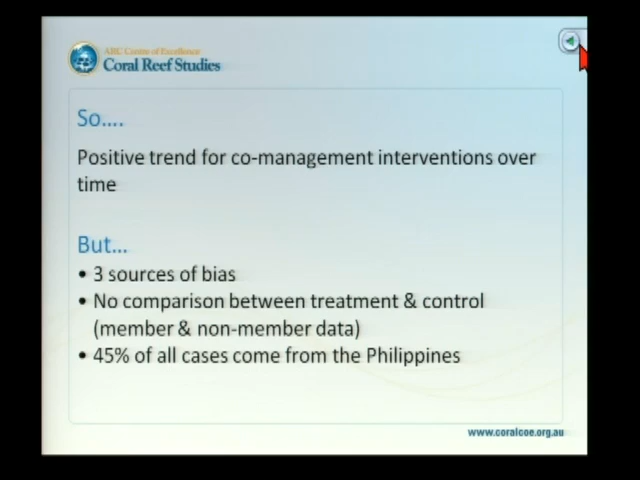 ARC Centre of Excellence
Coral Reef Studies
So....
Positive trend for co-management interventions over
time
But...
• 3 sources of bias
• No comparison between treatment & control
(member & non-member data)
• 45% of all cases come from the Philippines
www.coralcoe.org.au